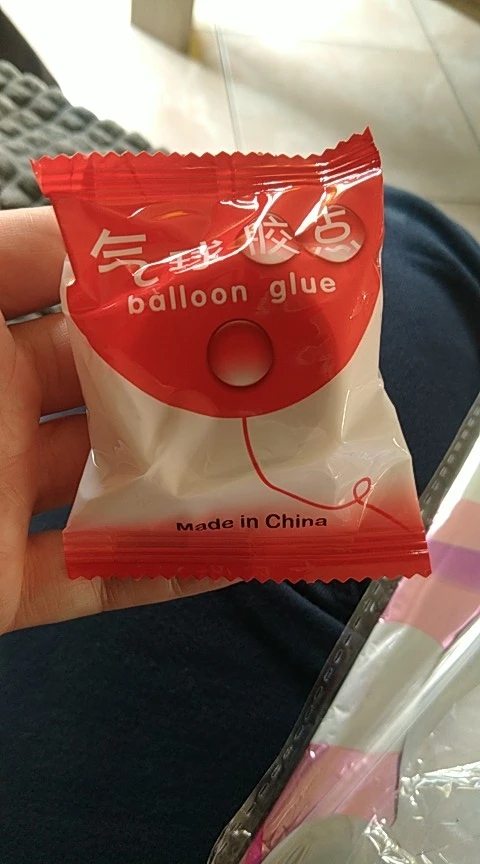 气球胶点
balloon glue
Made in China